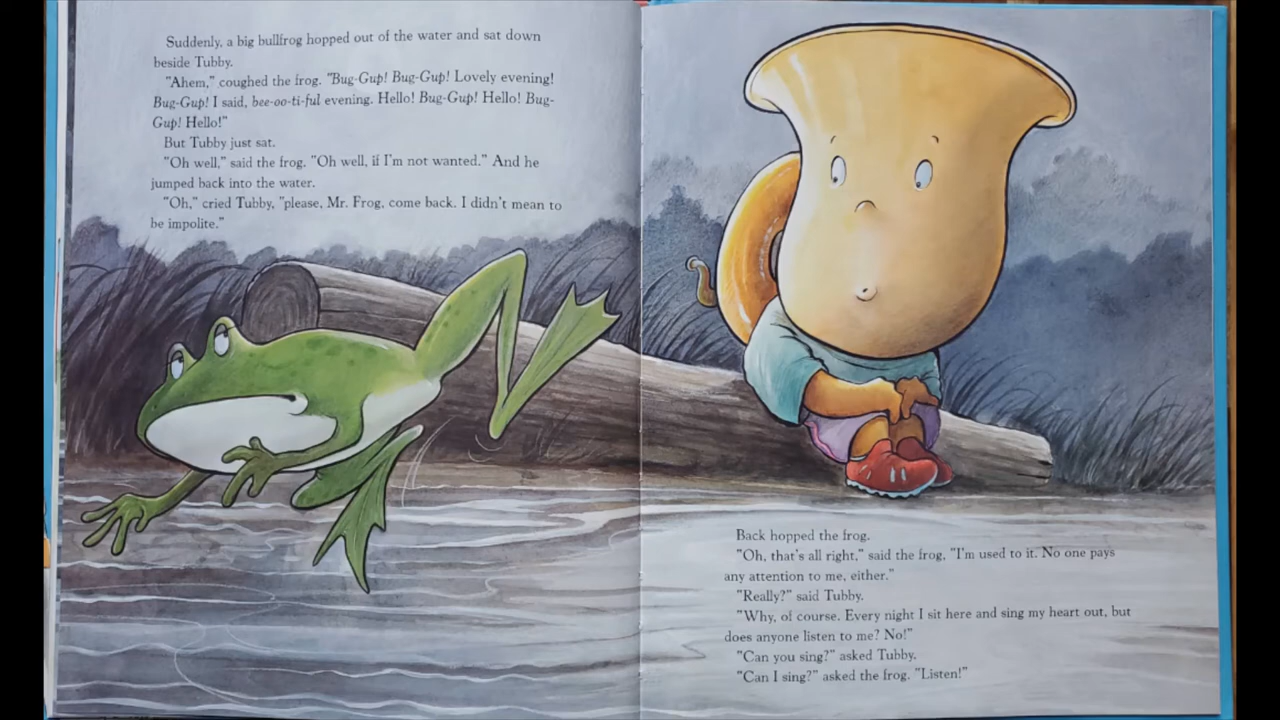 Suddenly, a big bullfrog hopped out of the water and sat down
beside Tubby.
"Ahem," coughed the frog. "Bug-Gup! Bug-Gup! Lovely evening!
Bug-Gup! I said, bee-oo-ti-ful evening. Hello! Bug-Gup! Hello! Bug-
Gup! Hello!"
But Tubby just sat.
"Oh well," said the frog. "Oh well, if I'm not wanted." And he
jumped back into the water.
"Oh," cried Tubby, "please, Mr. Frog, come back. I didn't mean to
be impolite."
Back hopped the frog.
"Oh, that's all right," said the frog, "I'm used to it. No one pays
any attention to me, either."
"Really?" said Tubby.
"Why, of course. Every night I sit here and sing my heart out, but
does anyone listen to me? No!"
"Can you sing?" asked Tubby.
"Can I sing?" asked the frog. "Listen!"